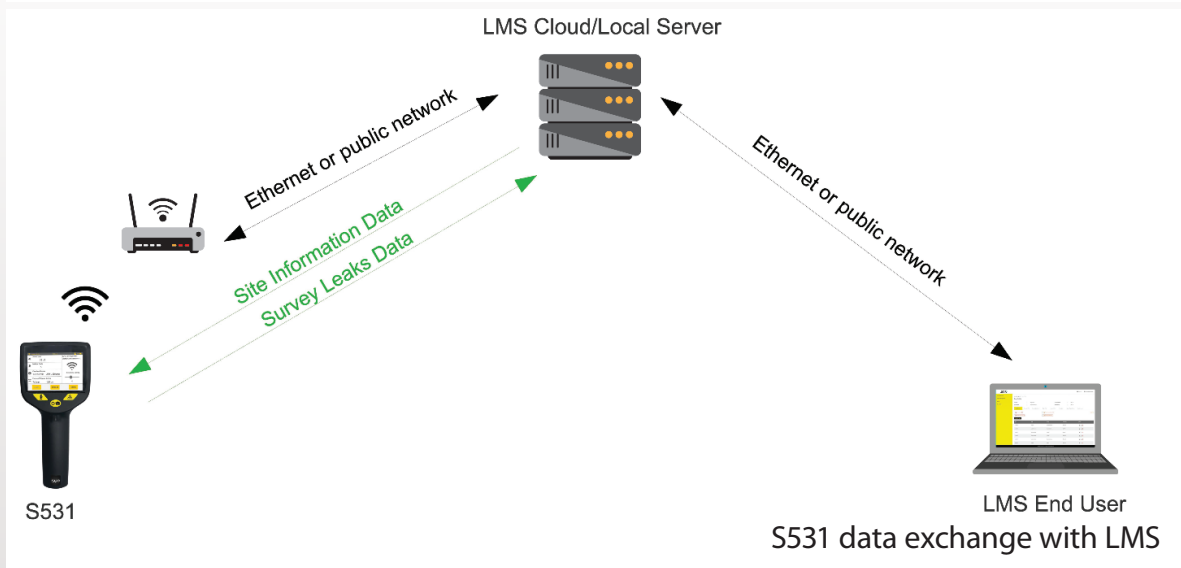 LMS Cloud/Local Server
Ethernet or public network
Site Information Data
Survey Leaks Data
Ethernet or public network
S531
LMS End User
S531 data exchange with LMS